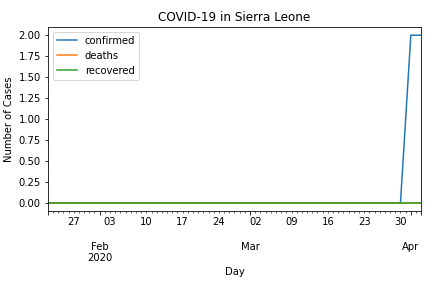 COVID-19 in Sierra Leone
confirmed
deaths
recovered
Number of Cases
2.00
1.75
1.50
1.25
1.00
0.75
0.50
0.25
0.00
27 03 10 17 24 02 09 16 23 30
Feb Mar Apr
2020
Day